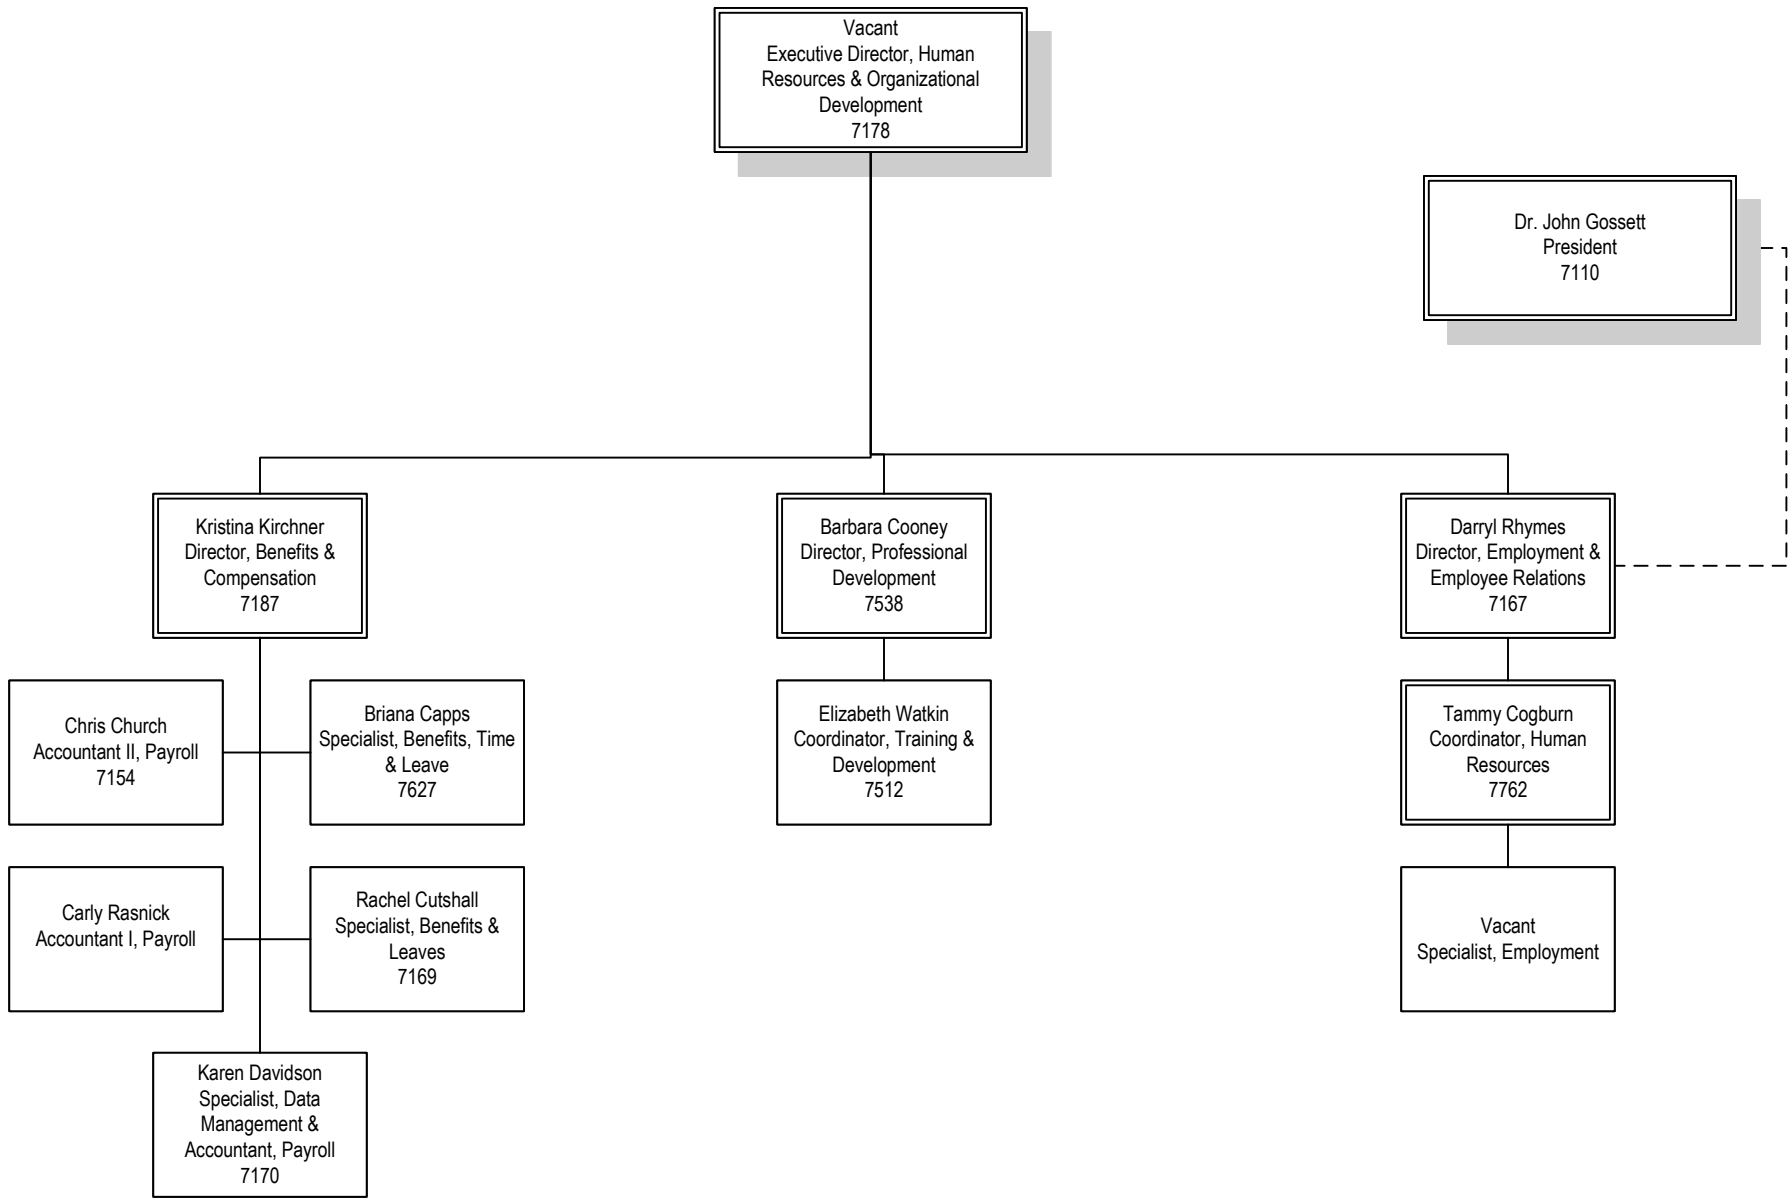 Vacant
Executive Director, Human
Resources & Organizational
Development
7178
Dr. John Gossett
President
7110
Kristina Kirchner
Director, Benefits &
Compensation
7187
Barbara Cooney
Director, Professional
Development
7538
Darryl Rhymes
Director, Employment &
Employee Relations
7167
Chris Church
Accountant II, Payroll
7154
Briana Capps
Specialist, Benefits, Time
& Leave
7627
Elizabeth Watkin
Coordinator, Training &
Development
7512
Tammy Cogburn
Coordinator, Human
Resources
7762
Carly Rasnick
Accountant I, Payroll
Rachel Cutshall
Specialist, Benefits &
Leaves
7169
Vacant
Specialist, Employment
Karen Davidson
Specialist, Data
Management &
Accountant, Payroll
7170